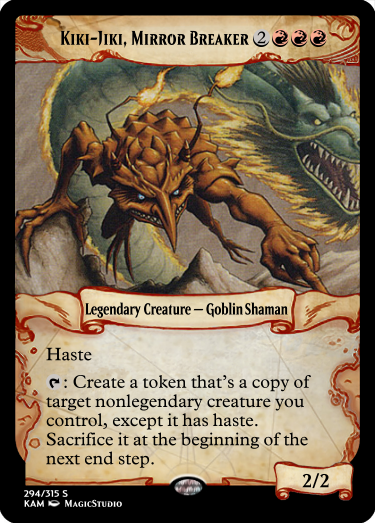 Kiki-Jiki, Mirror Breaker 2
Legendary Creature — Goblin Shaman
Haste
: Create a token that's a copy of
target nonlegendary creature you
control, except it has haste.
Sacrifice it at the beginning of the
next end step.
2/2
294/315 S
KAM MagicStudio